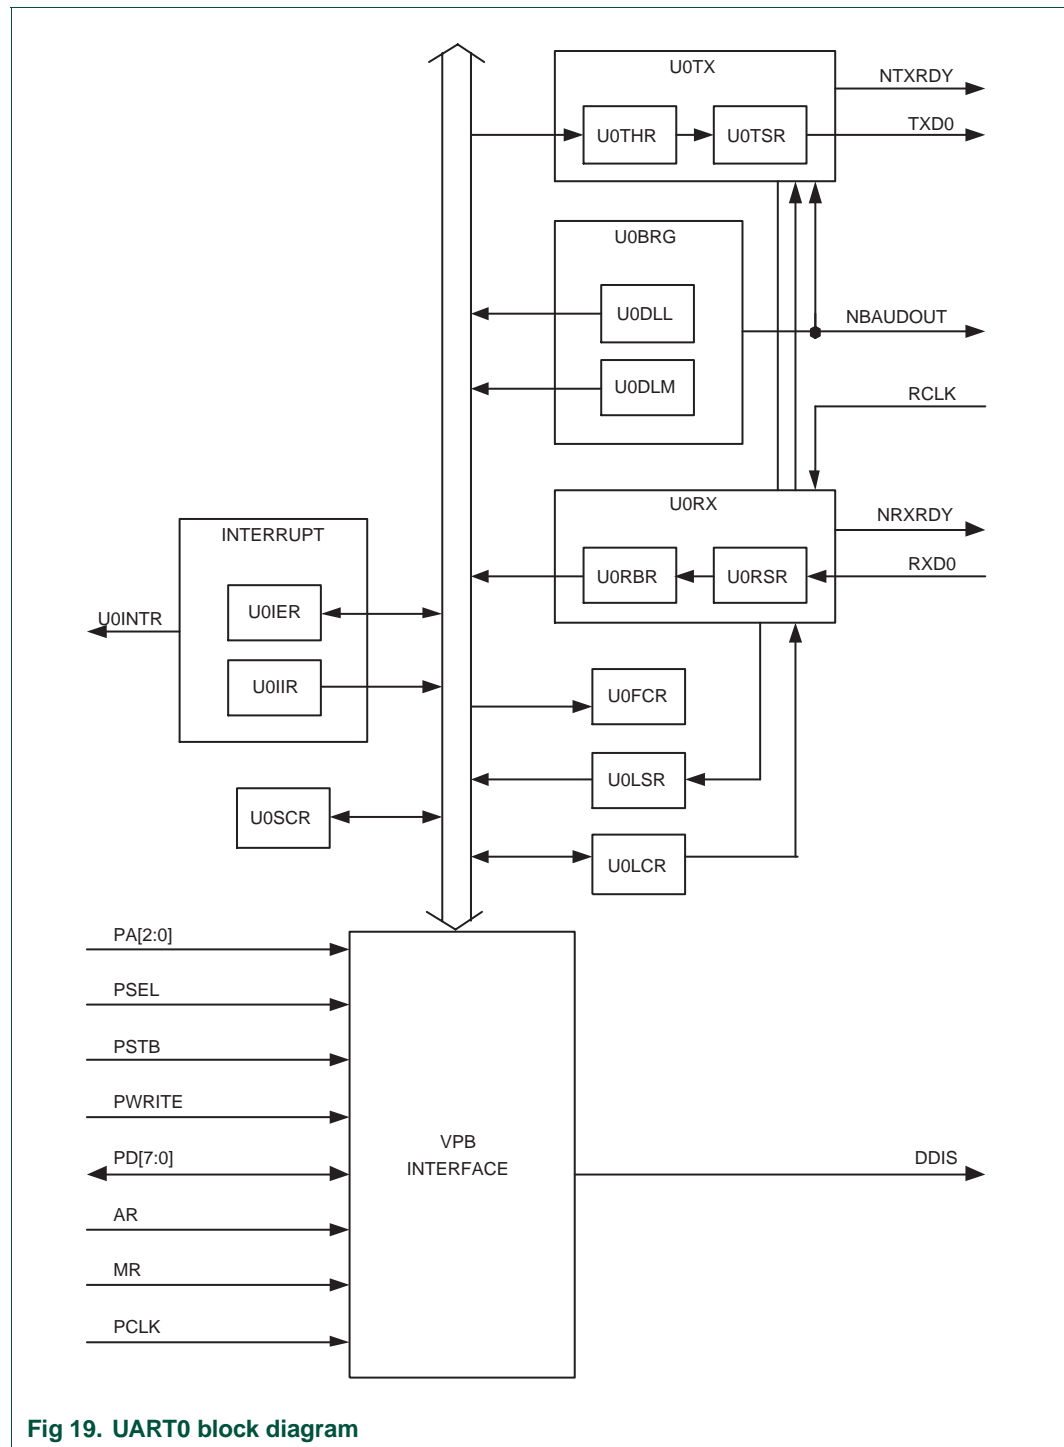 U0TX
NTXRDY
U0THR
U0TSR
TXD0
U0BRG
U0DLL
NBAUDOUT
U0DLM
RCLK
U0RX
NRXRDY
INTERRUPT
U0RBR
U0RSR
RXD0
U0IER
U0INTR
U0IIR
U0FCR
U0LSR
U0SCR
U0LCR
PA[2:0]
PSEL
PSTB
PWRITE
VPB
INTERFACE
PD[7:0]
DDIS
AR
MR
PCLK
Fig 19. UART0 block diagram